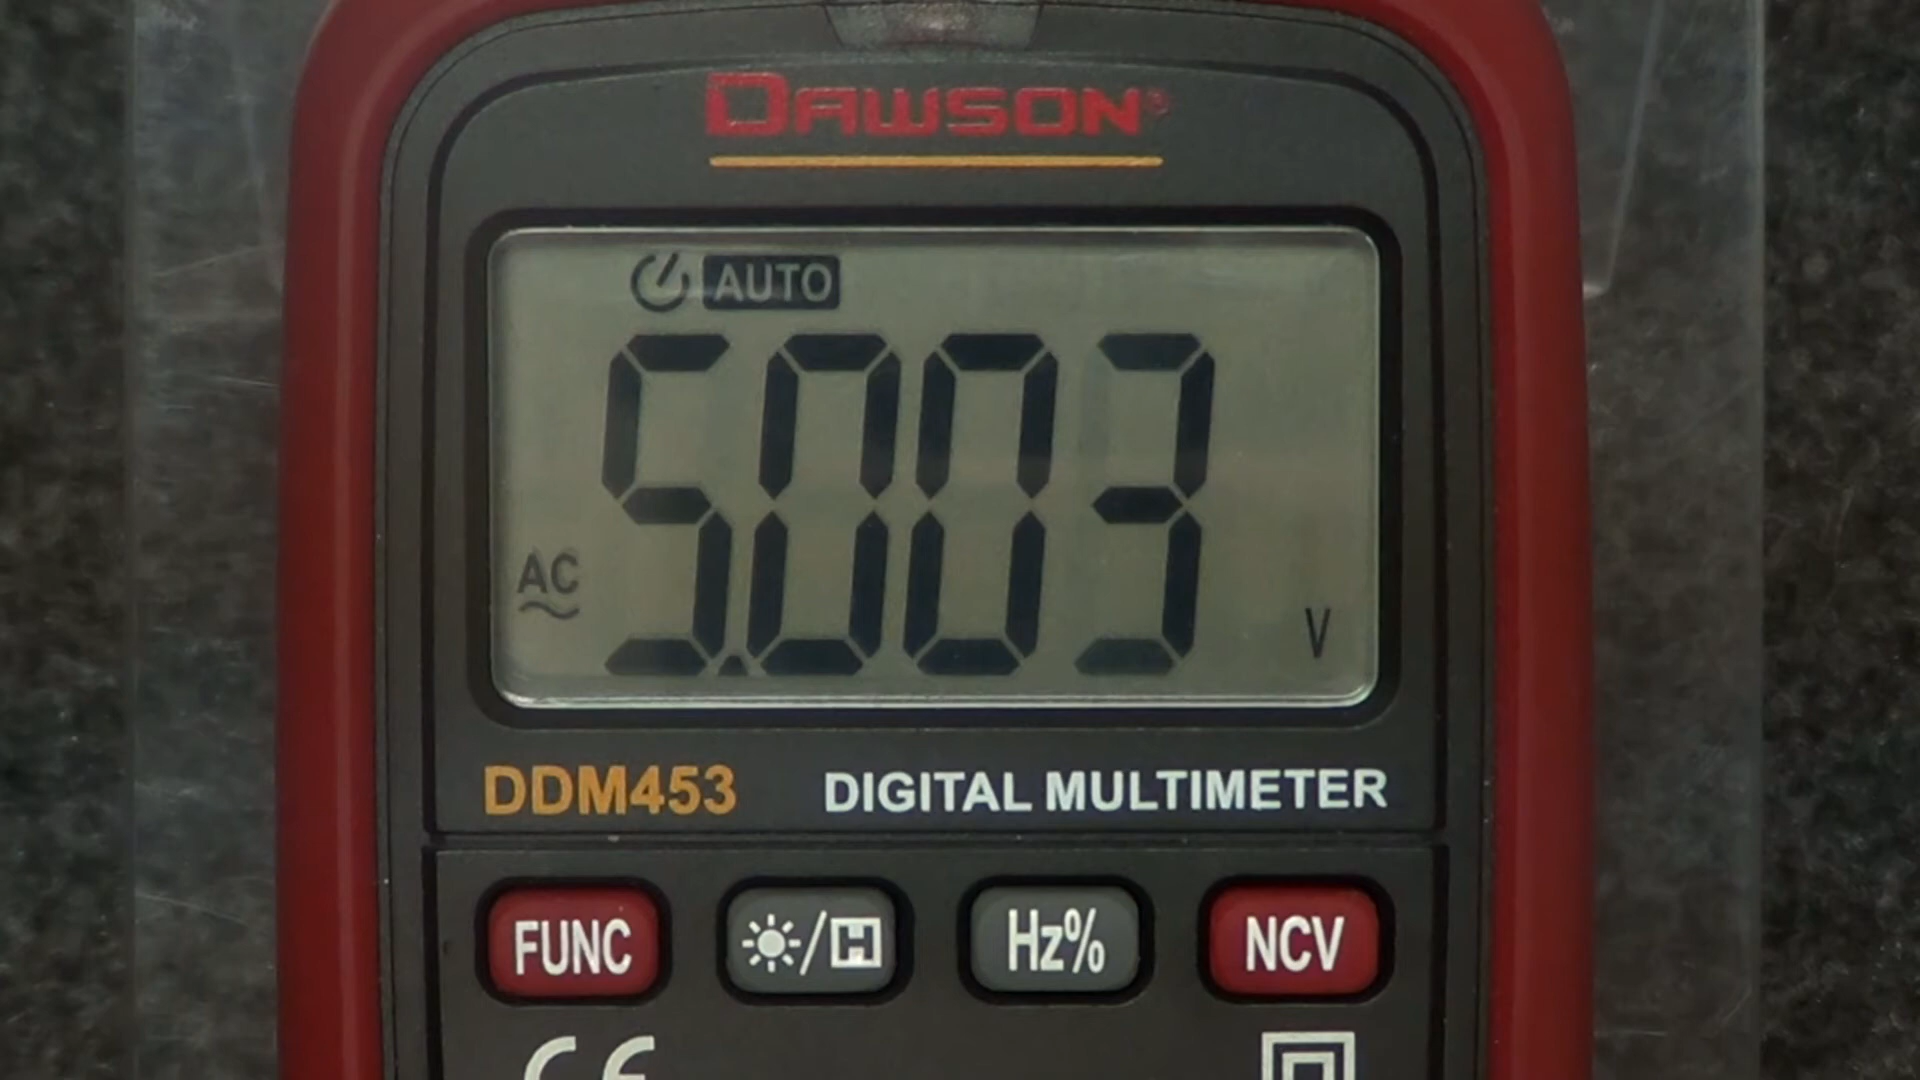 DAWSON®
AUTO
5.003
AC
V
DDM453 DIGITAL MULTIMETER
FUNC / H Hz% NCV
CE